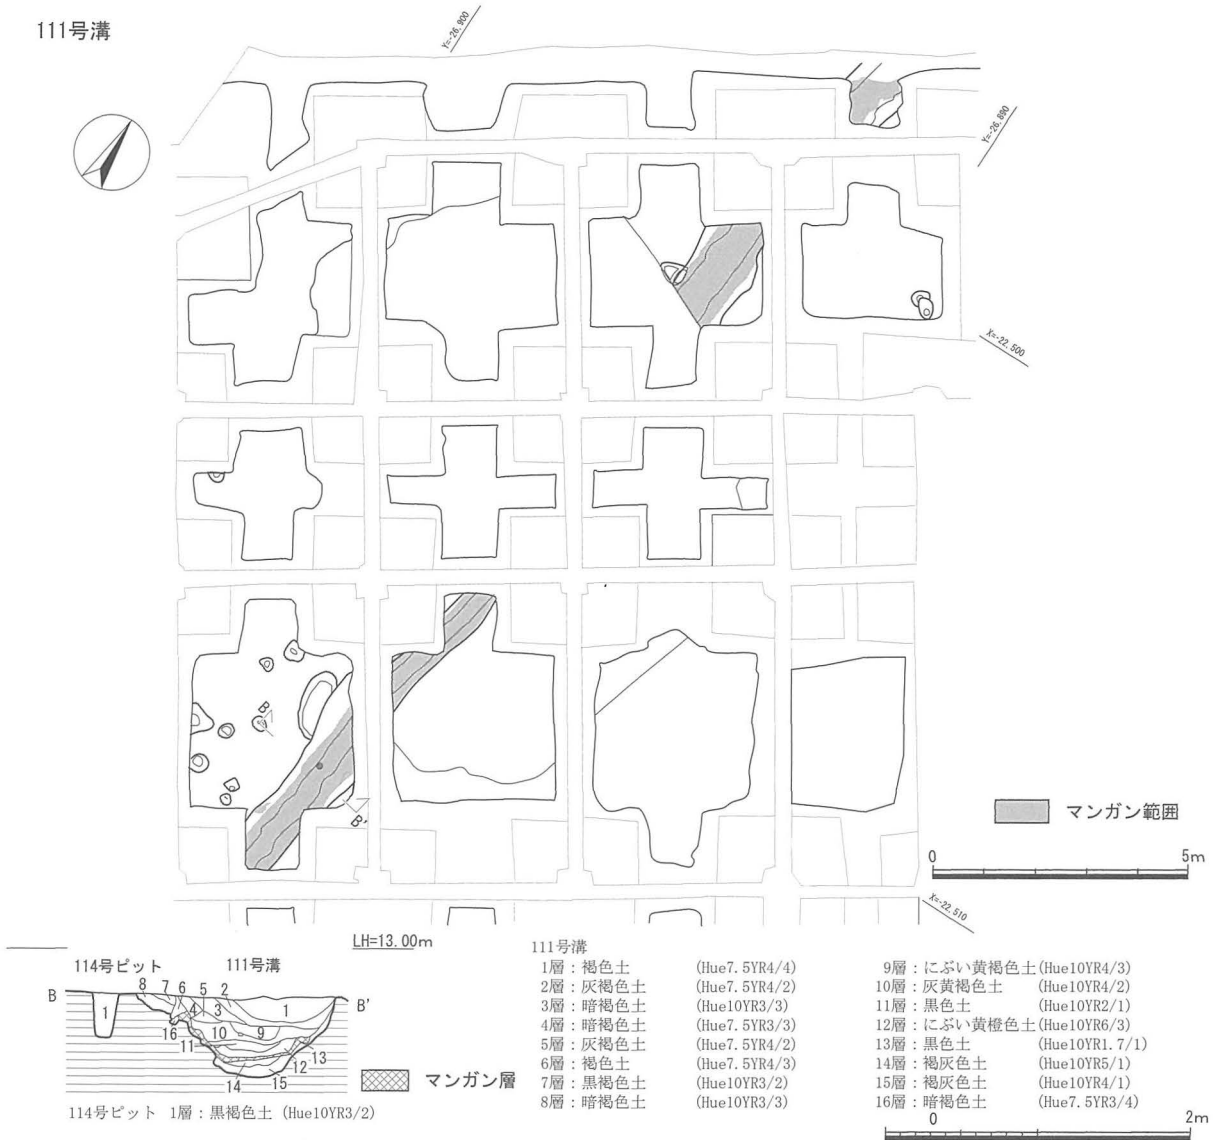 111号溝
Y=-26,900
Y=-26,890
X=-22,500
B
B'
マンガン範囲
0 5m
X=-22,510
LH=13.00m
114号ピット 111号溝
B 8 7 6 5 2 B'
1 4 3 1
16 10 9
11 13
12
14 15
マンガン層
114号ピット 1層：黒褐色土 (Hue10YR3/2)
111号溝
1層：褐色土 (Hue7.5YR4/4)
2層：灰褐色土 (Hue7.5YR4/2)
3層：暗褐色土 (Hue10YR3/3)
4層：暗褐色土 (Hue7.5YR3/3)
5層：灰褐色土 (Hue7.5YR4/2)
6層：褐色土 (Hue7.5YR4/3)
7層：黒褐色土 (Hue10YR3/2)
8層：暗褐色土 (Hue10YR3/3)
9層：にぶい黄褐色土(Hue10YR4/3)
10層：灰黄褐色土 (Hue10YR4/2)
11層：黒色土 (Hue10YR2/1)
12層：にぶい黄橙色土(Hue10YR6/3)
13層：黒色土 (Hue10YR1.7/1)
14層：褐灰色土 (Hue10YR5/1)
15層：褐灰色土 (Hue10YR4/1)
16層：暗褐色土 (Hue7.5YR3/4)
0 2m